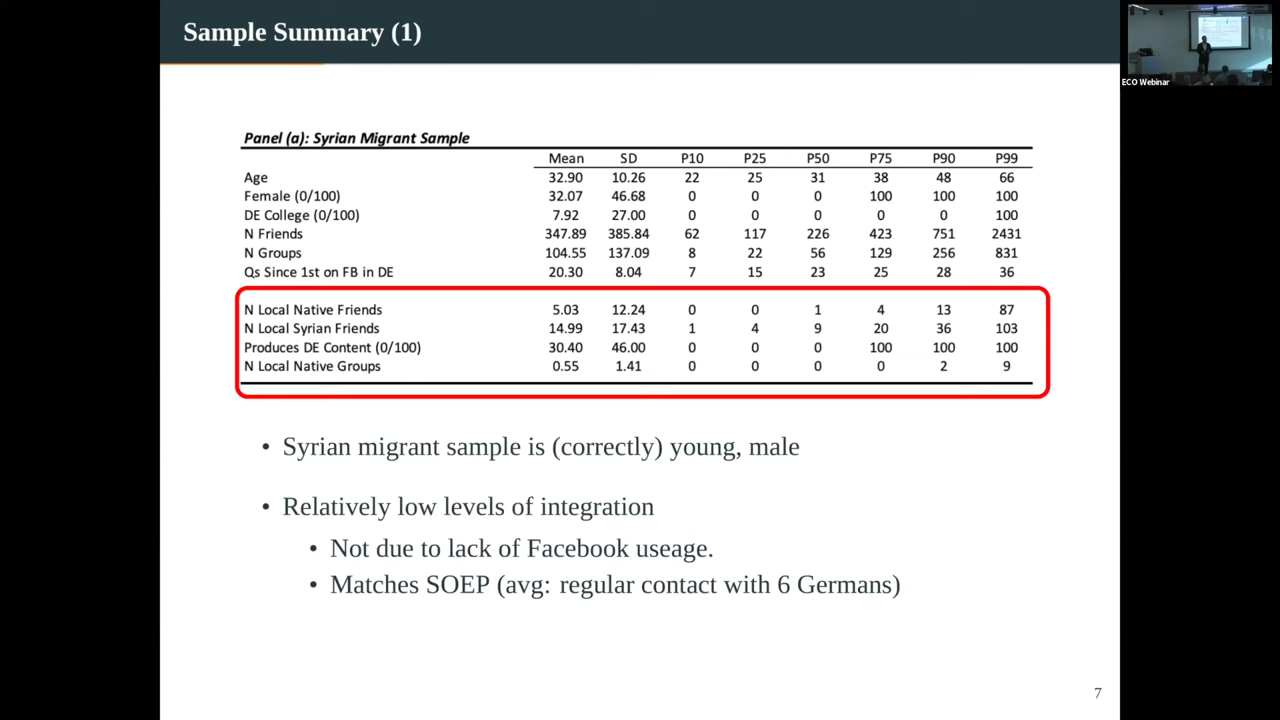 Sample Summary (1)
ECO Webinar
Panel (a): Syrian Migrant Sample
Mean SD P10 P25 P50 P75 P90 P99
Age 32.90 10.26 22 25 31 38 48 66
Female (0/100) 32.07 46.68 0 0 0 100 100 100
DE College (0/100) 7.92 27.00 0 0 0 0 0 100
N Friends 347.89 385.84 62 117 226 423 751 2431
N Groups 104.55 137.09 8 22 56 129 256 831
Qs Since 1st on FB in DE 20.30 8.04 7 15 23 25 28 36
N Local Native Friends 5.03 12.24 0 0 1 4 13 87
N Local Syrian Friends 14.99 17.43 1 4 9 20 36 103
Produces DE Content (0/100) 30.40 46.00 0 0 0 100 100 100
N Local Native Groups 0.55 1.41 0 0 0 0 2 9
• Syrian migrant sample is (correctly) young, male
• Relatively low levels of integration
• Not due to lack of Facebook useage.
• Matches SOEP (avg: regular contact with 6 Germans)
7